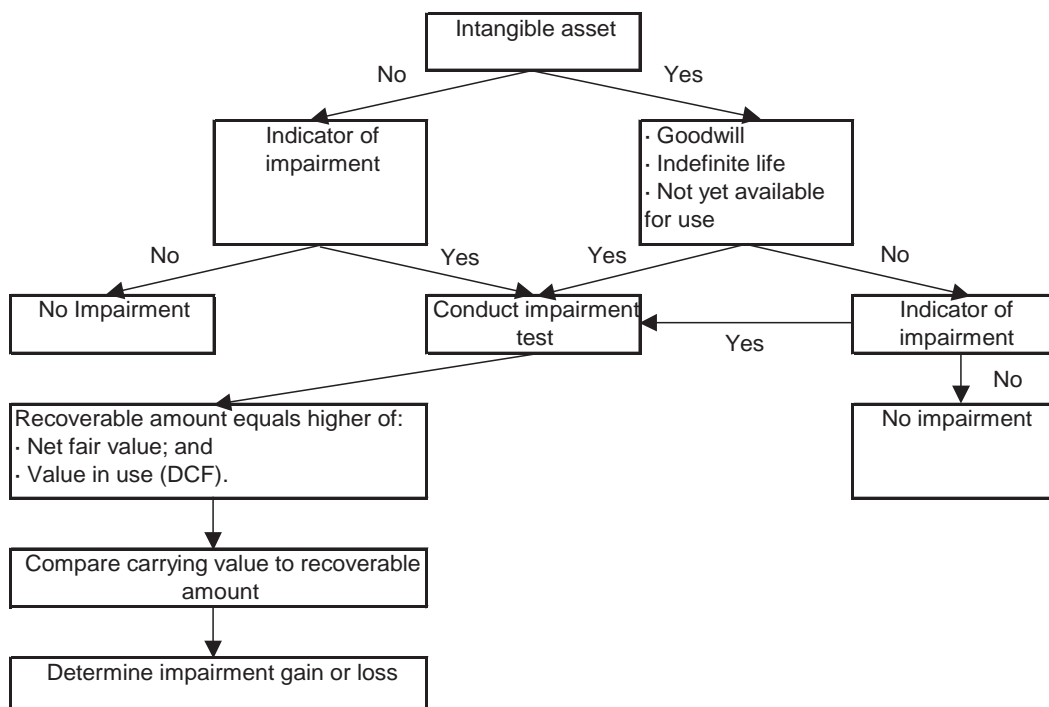 Intangible asset
No
Yes
Indicator of
impairment
· Goodwill
· Indefinite life
· Not yet available
for use
No
Yes
Yes
No
No Impairment
Conduct impairment
test
Yes
Indicator of
impairment
No
Recoverable amount equals higher of:
· Net fair value; and
· Value in use (DCF).
No impairment
Compare carrying value to recoverable
amount
Determine impairment gain or loss